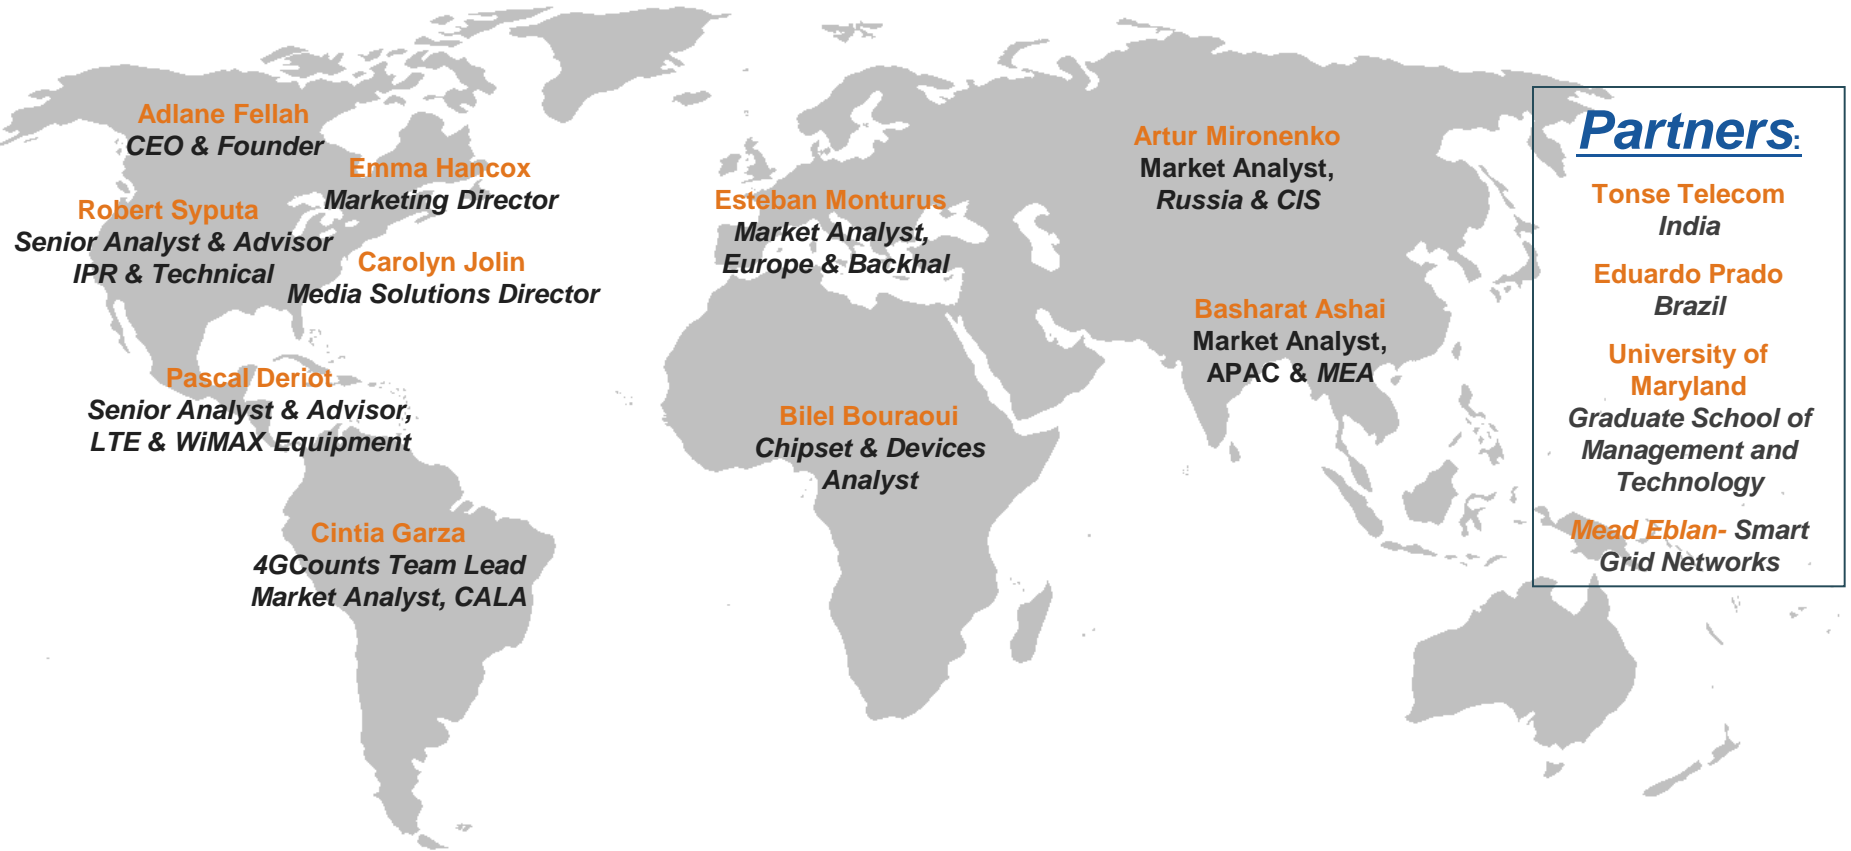 Adlane Fellah
CEO & Founder
Emma Hancox
Marketing Director
Robert Syputa
Senior Analyst & Advisor
IPR & Technical
Carolyn Jolin
Media Solutions Director
Pascal Deriot
Senior Analyst & Advisor,
LTE & WiMAX Equipment
Cintia Garza
4GCounts Team Lead
Market Analyst, CALA
Esteban Monturus
Market Analyst,
Europe & Backhal
Bilel Bouraoui
Chipset & Devices
Analyst
Artur Mironenko
Market Analyst,
Russia & CIS
Basharat Ashai
Market Analyst,
APAC & MEA
Partners:
Tonse Telecom
India
Eduardo Prado
Brazil
University of
Maryland
Graduate School of
Management and
Technology
Mead Eblan- Smart
Grid Networks